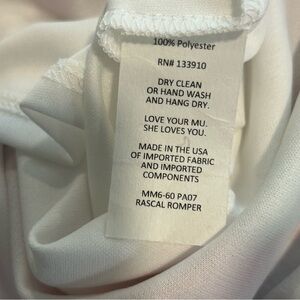 100% Polyester
RN# 133910
DRY CLEAN
OR HAND WASH
AND HANG DRY.
LOVE YOUR MU.
SHE LOVES YOU.
MADE IN THE USA
OF IMPORTED FABRIC
AND IMPORTED
COMPONENTS
MM6-60 PA07
RASCAL ROMPER